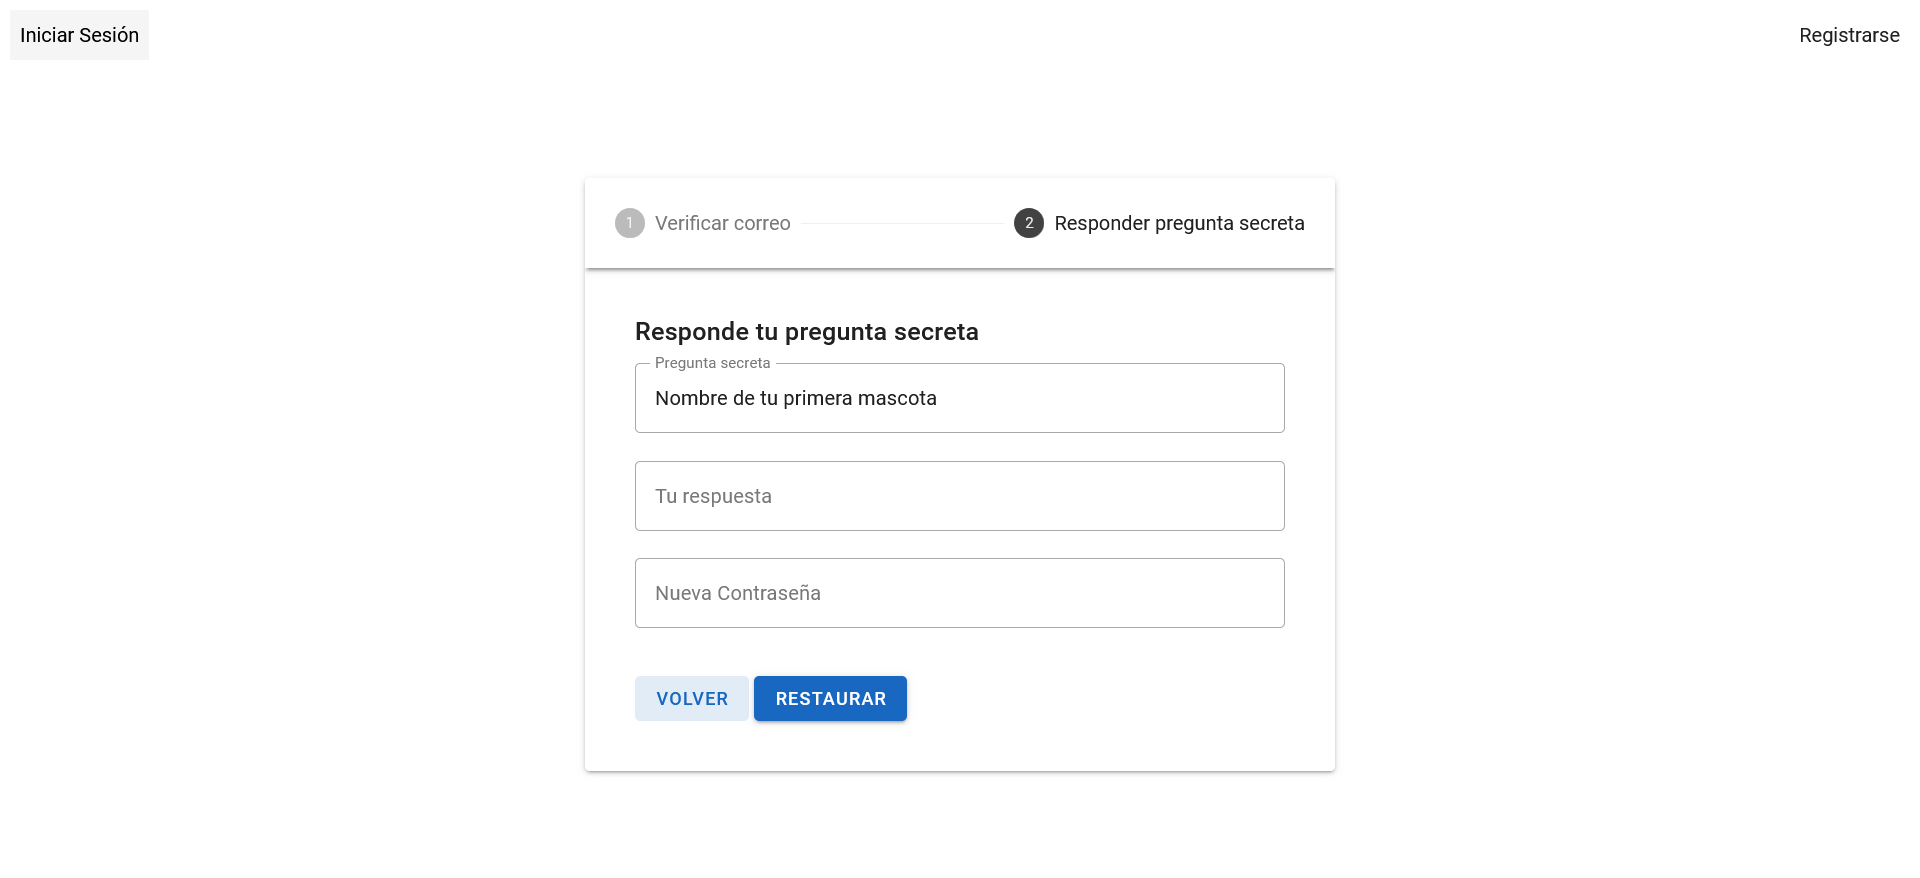 Iniciar Sesión
Registrarse
1 Verificar correo
2 Responder pregunta secreta
Responde tu pregunta secreta
Pregunta secreta
Nombre de tu primera mascota
Tu respuesta
Nueva Contraseña
VOLVER
RESTAURAR